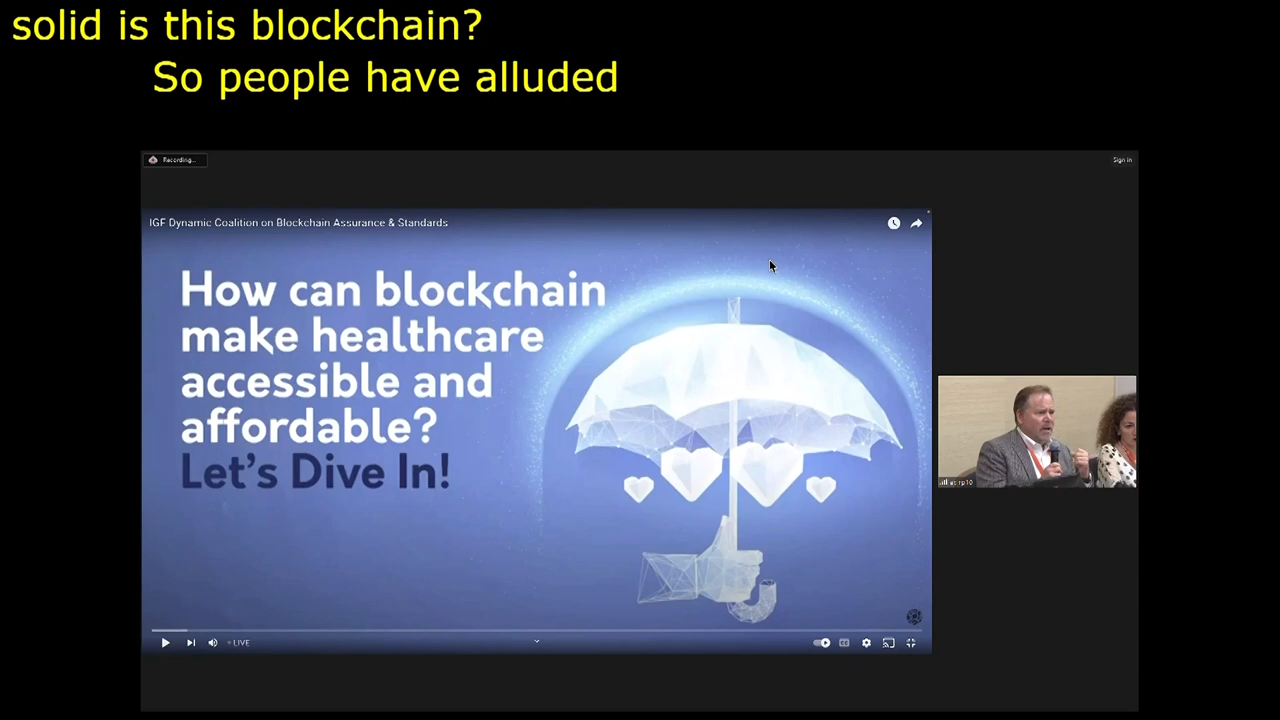 solid is this blockchain?
So people have alluded
Recording...
Sign in
IGF Dynamic Coalition on Blockchain Assurance & Standards
How can blockchain
make healthcare
accessible and
affordable?
Let's Dive In!
LIVE